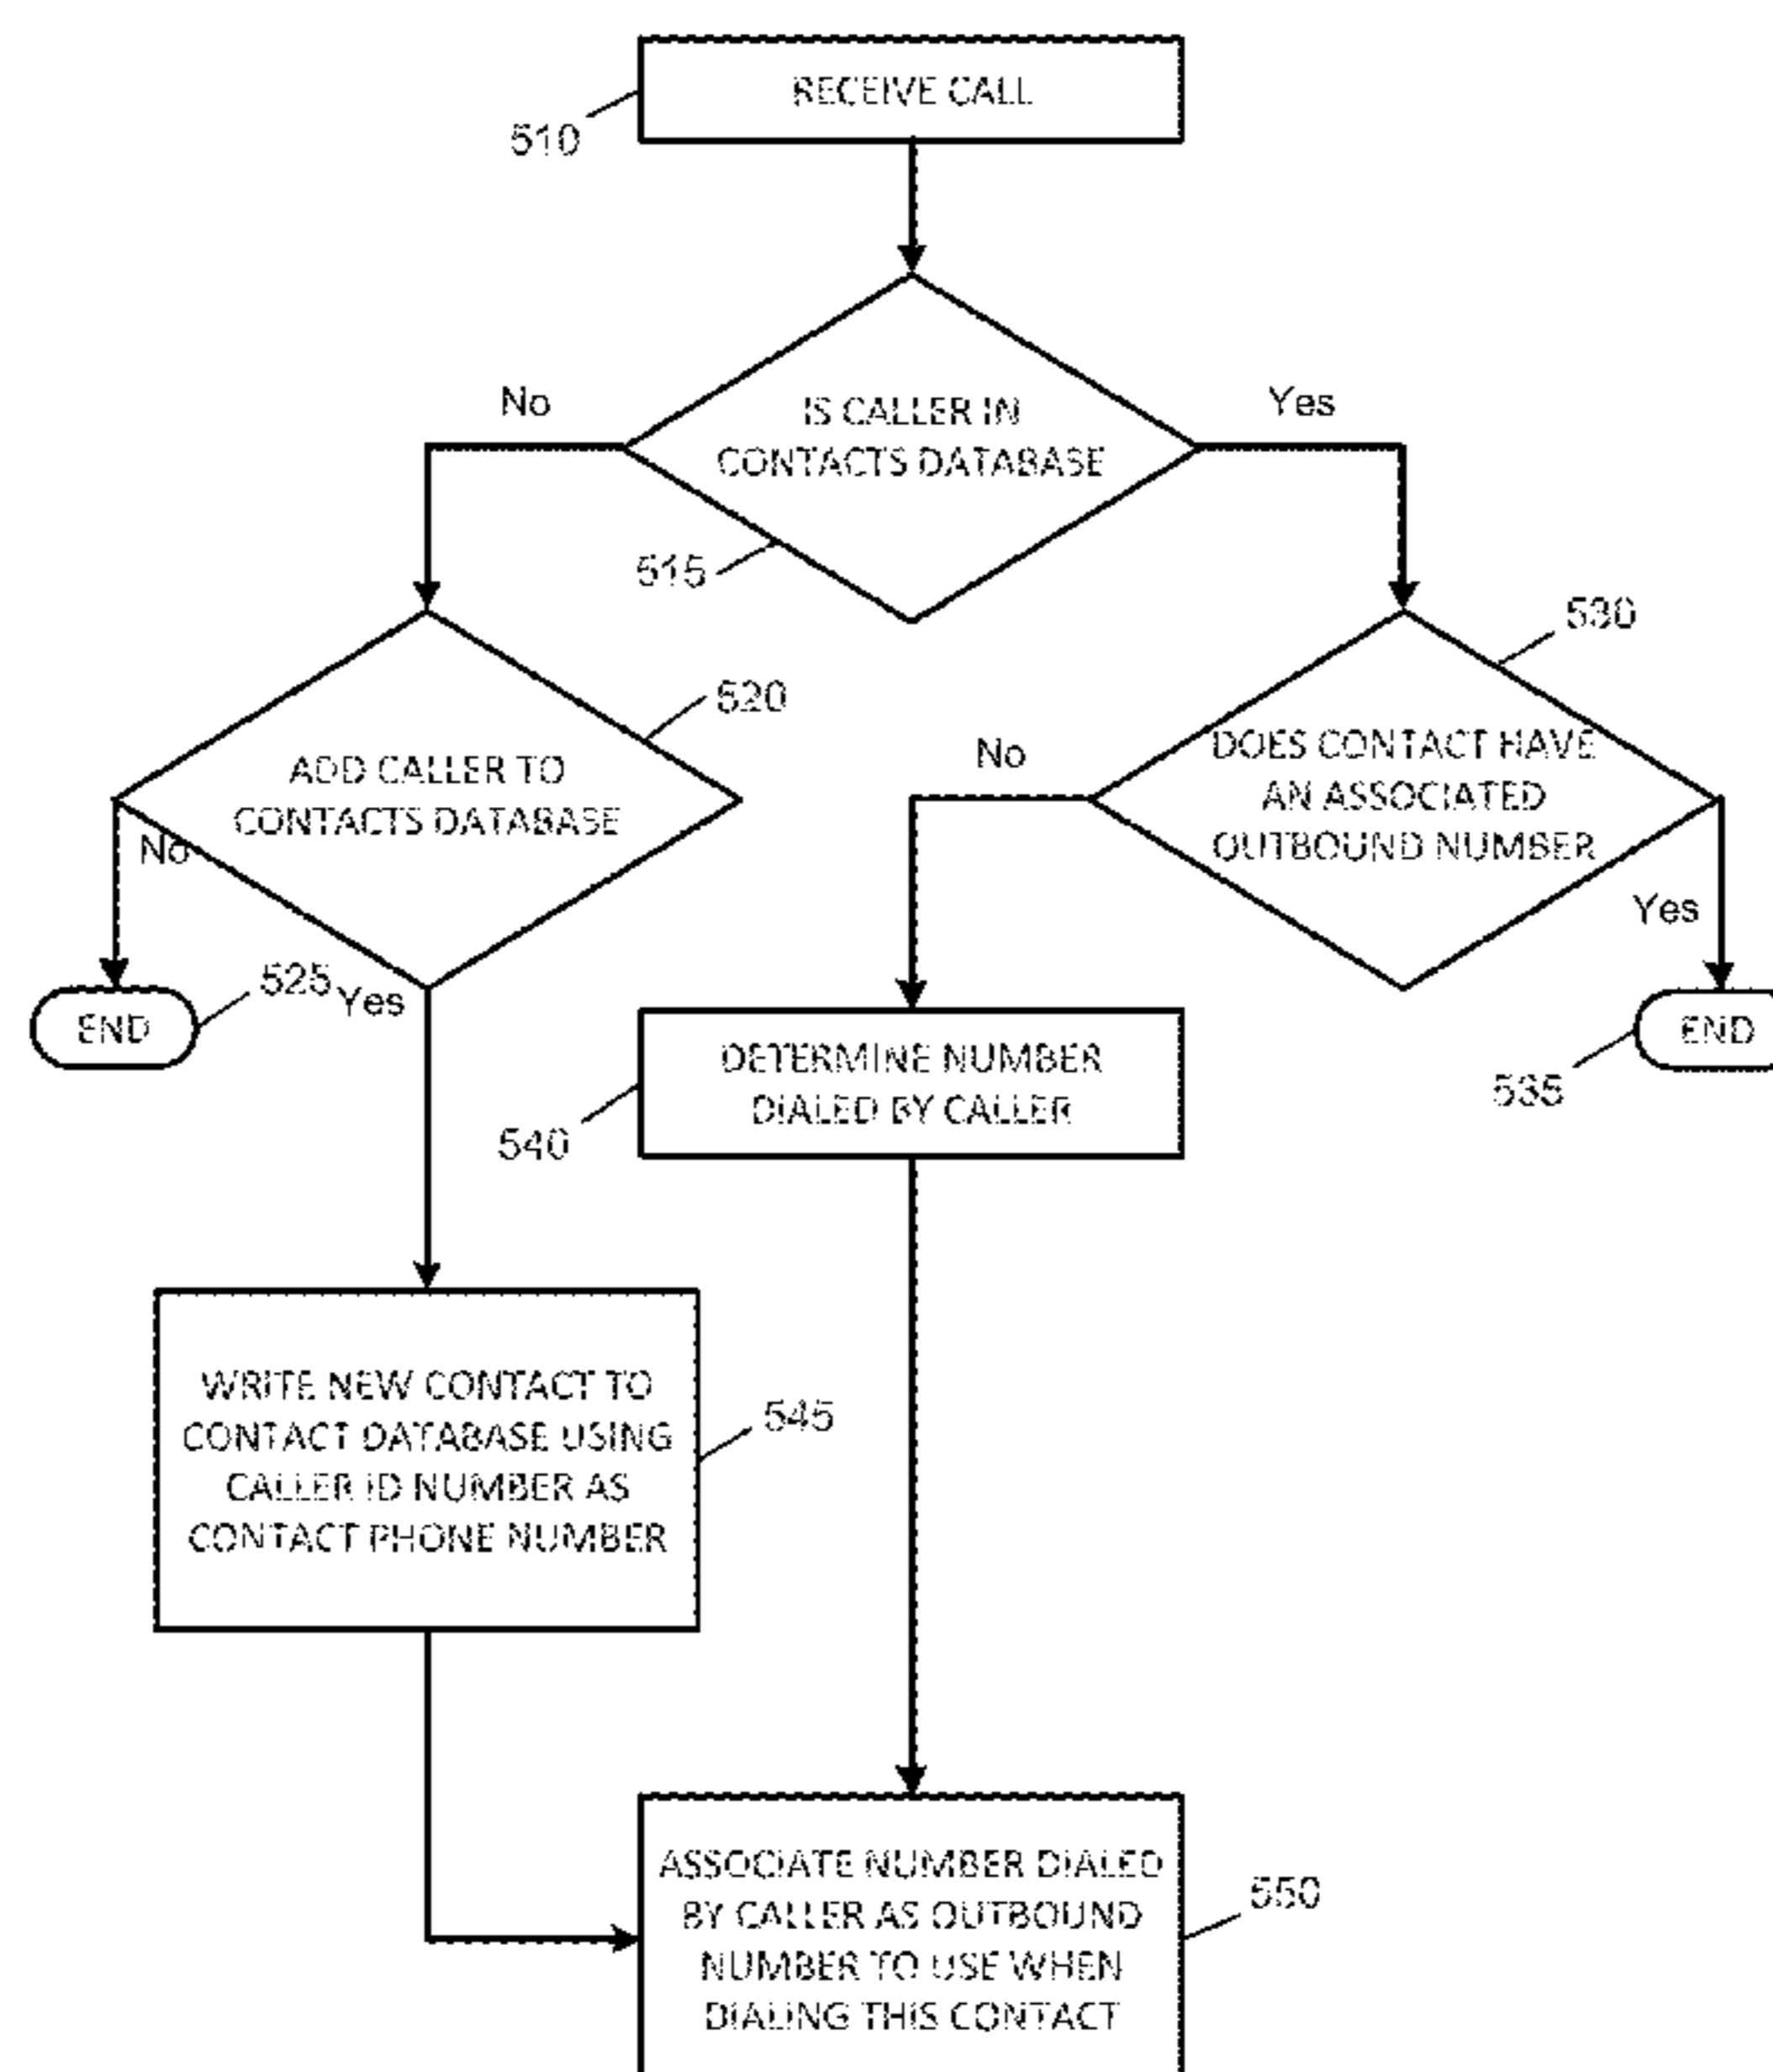 RECEIVE CALL
510
No
IS CALLER IN
CONTACTS DATABASE
Yes
515
530
520
ADD CALLER TO
CONTACTS DATABASE
No
No
DOES CONTACT HAVE
AN ASSOCIATED
OUTBOUND NUMBER
Yes
525
Yes
END
DETERMINE NUMBER
DIALED BY CALLER
540
END
535
WRITE NEW CONTACT TO
CONTACT DATABASE USING
CALLER ID NUMBER AS
CONTACT PHONE NUMBER
545
ASSOCIATE NUMBER DIALED
BY CALLER AS OUTBOUND
NUMBER TO USE WHEN
DIALING THIS CONTACT
550